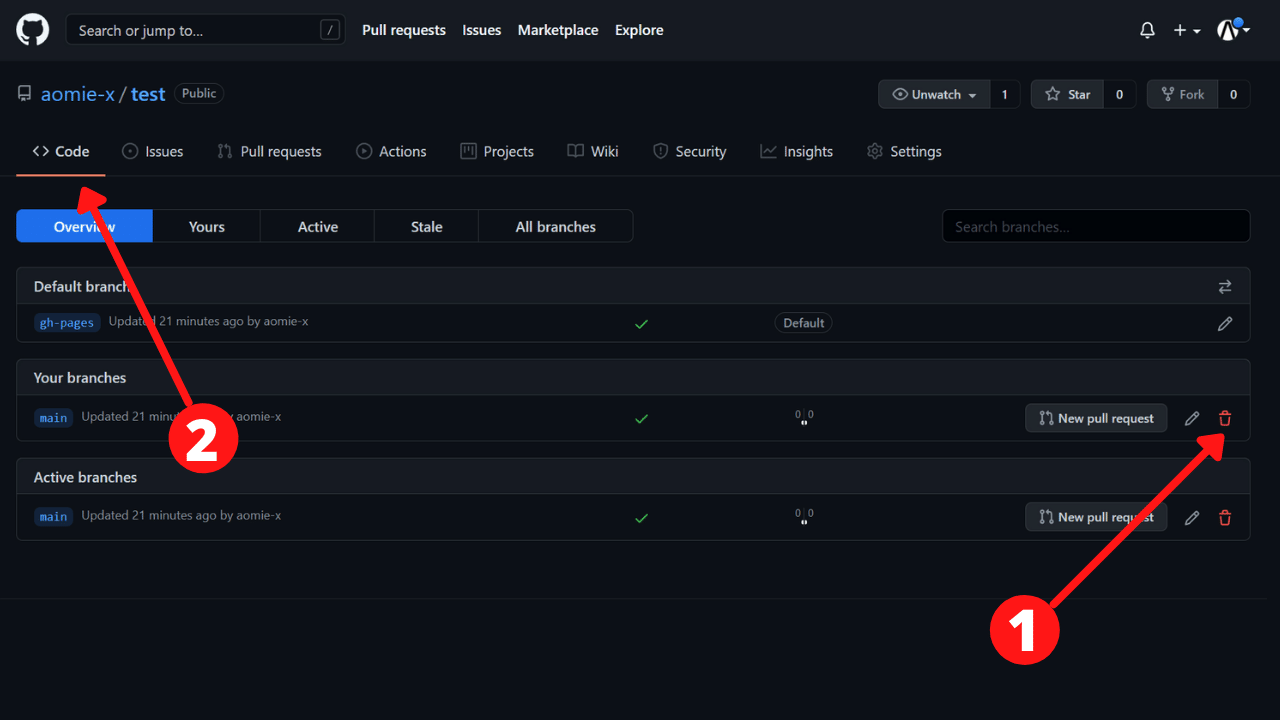 Search or jump to... / Pull requests Issues Marketplace Explore
aomie-x / test Public Unwatch 1 Star 0 Fork 0
Code Issues Pull requests Actions Projects Wiki Security Insights Settings
Overview Yours Active Stale All branches Search branches...
Default branch
gh-pages Updated 21 minutes ago by aomie-x Default
Your branches
main Updated 21 aomie-x 0 0 New pull request
2
Active branches
main Updated 21 minutes ago by aomie-x 0 0 New pull request
1